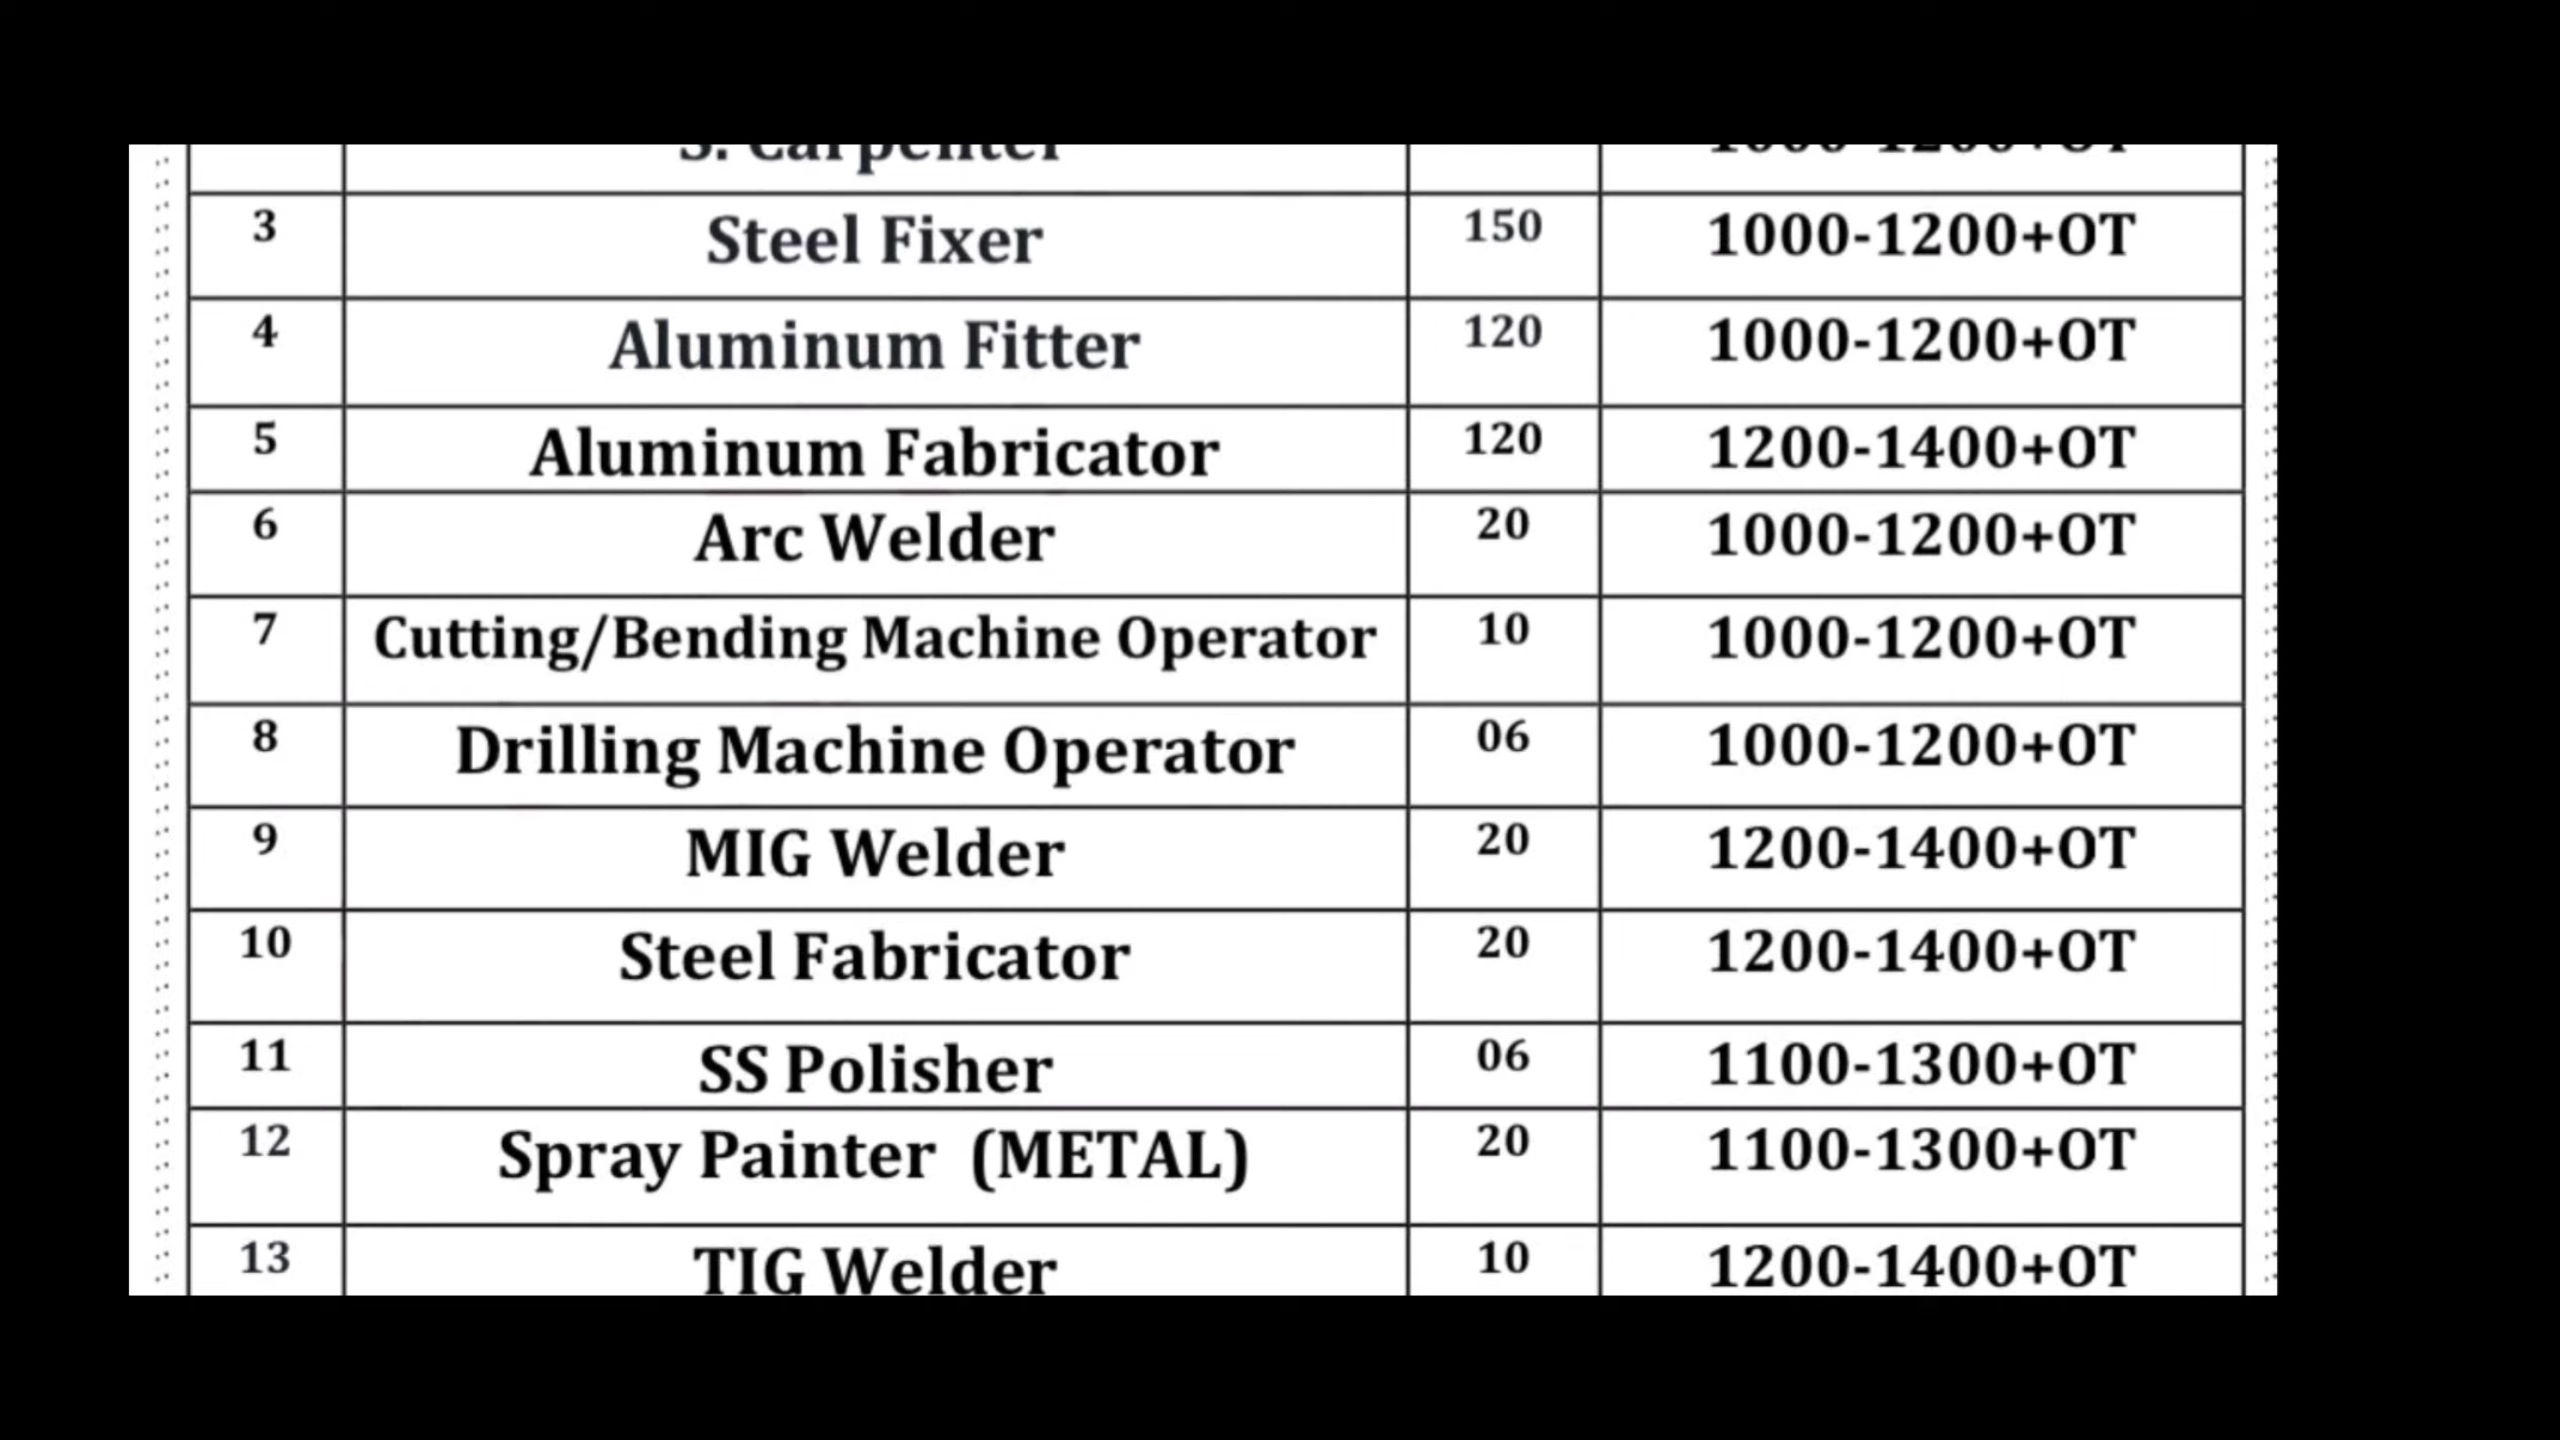 S. Carpenter 1000-1200+OT
3 Steel Fixer 150 1000-1200+OT
4 Aluminum Fitter 120 1000-1200+OT
5 Aluminum Fabricator 120 1200-1400+OT
6 Arc Welder 20 1000-1200+OT
7 Cutting/Bending Machine Operator 10 1000-1200+OT
8 Drilling Machine Operator 06 1000-1200+OT
9 MIG Welder 20 1200-1400+OT
10 Steel Fabricator 20 1200-1400+OT
11 SS Polisher 06 1100-1300+OT
12 Spray Painter (METAL) 20 1100-1300+OT
13 TIG Welder 10 1200-1400+OT